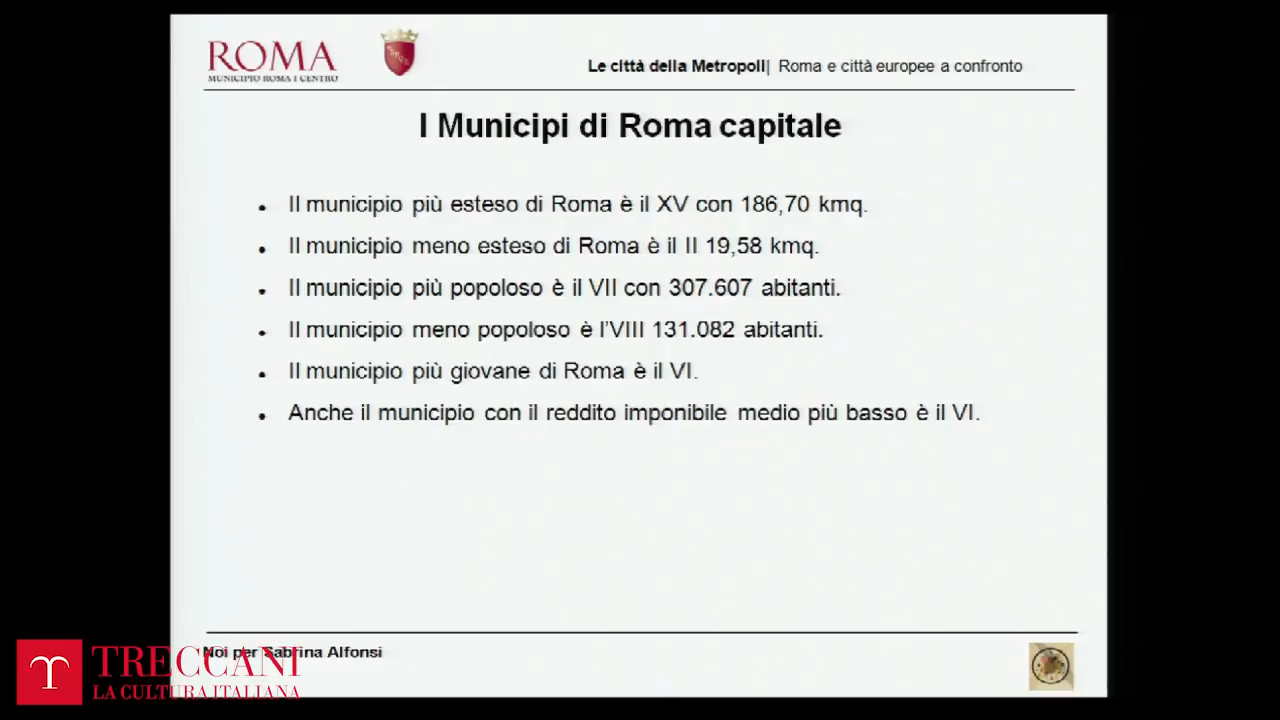 ROMA
MUNICIPIO ROMA I CENTRO
Le città della Metropoli| Roma e città europee a confronto
I Municipi di Roma capitale
• Il municipio più esteso di Roma è il XV con 186,70 kmq.
• Il municipio meno esteso di Roma è il II 19,58 kmq.
• Il municipio più popoloso è il VII con 307.607 abitanti.
• Il municipio meno popoloso è l'VIII 131.082 abitanti.
• Il municipio più giovane di Roma è il VI.
• Anche il municipio con il reddito imponibile medio più basso è il VI.
Noi per Sabrina Alfonsi
TRECCANI
LA CULTURA ITALIANA